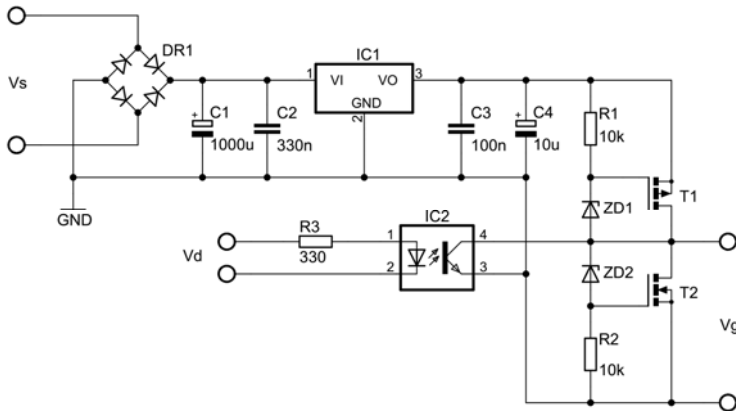 Vs
DR1
GND
+
C1
1000u
C2
330n
IC1
1
VI
VO
3
GND
2
C3
100n
+
C4
10u
R1
10k
ZD1
T1
Vd
R3
330
IC2
1
2
4
3
ZD2
T2
R2
10k
Vg